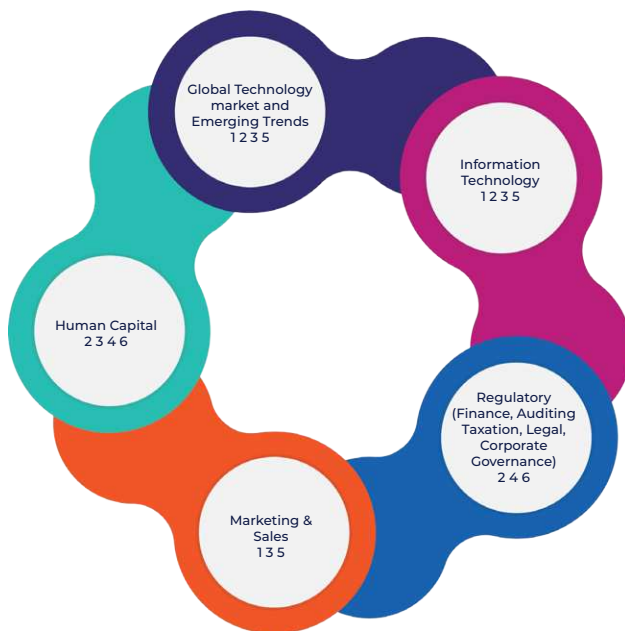 Global Technology
market and
Emerging Trends
1 2 3 5
Information
Technology
1 2 3 5
Human Capital
2 3 4 6
Regulatory
(Finance, Auditing
Taxation, Legal,
Corporate
Governance)
2 4 6
Marketing &
Sales
1 3 5